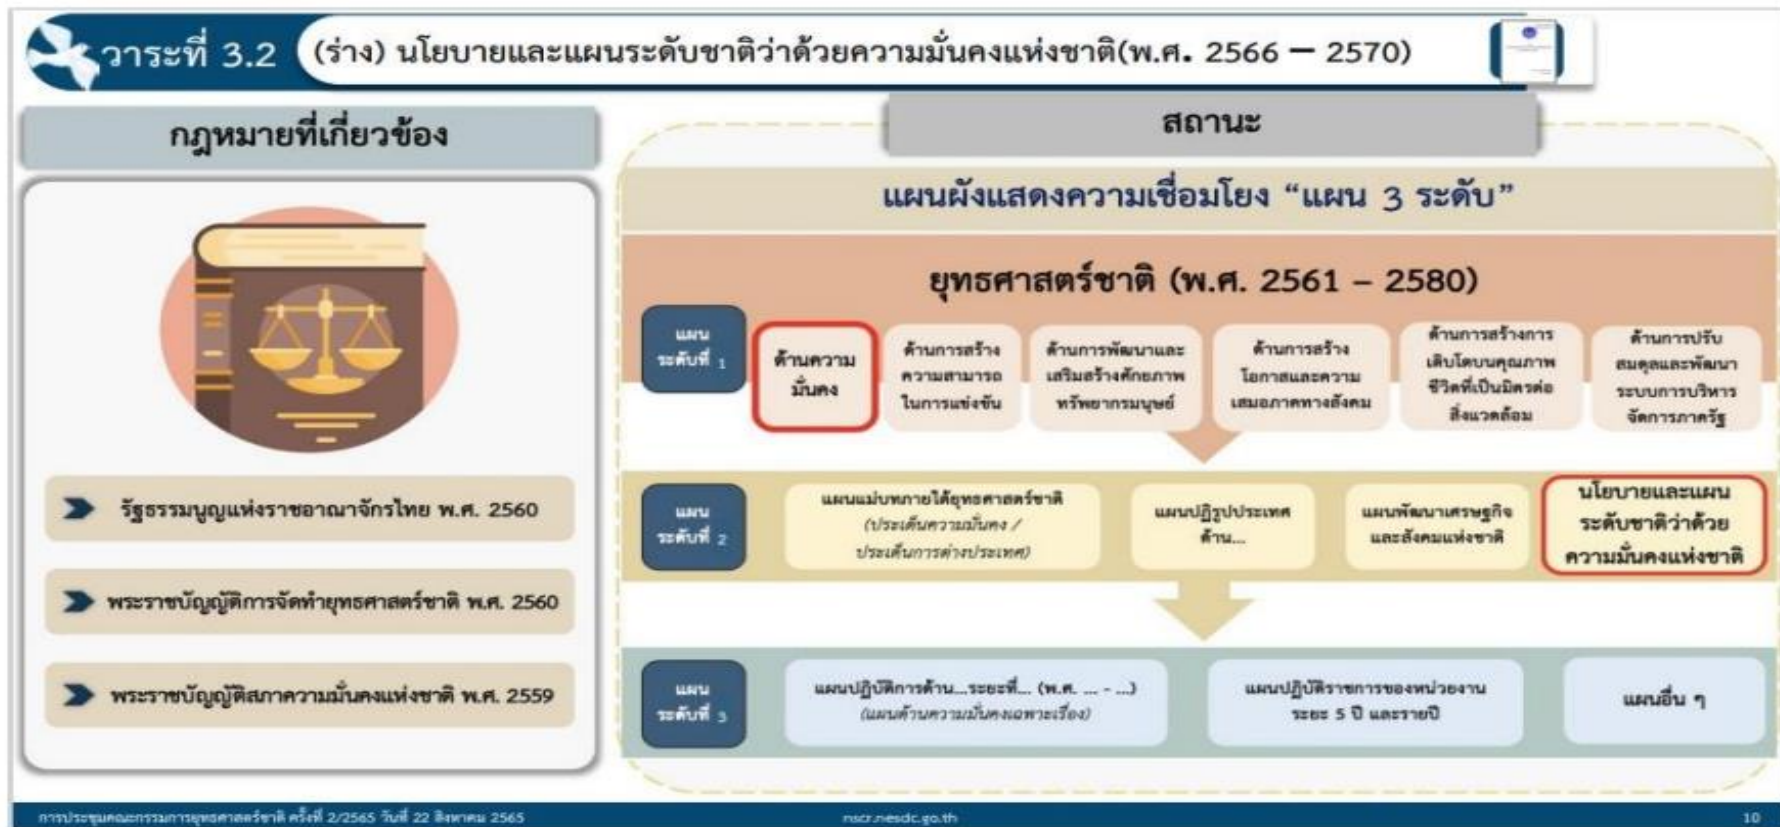 วาระที่ 3.2
(ร่าง) นโยบายและแผนระดับชาติว่าด้วยความมั่นคงแห่งชาติ(พ.ศ. 2566 – 2570)
กฎหมายที่เกี่ยวข้อง
รัฐธรรมนูญแห่งราชอาณาจักรไทย พ.ศ. 2560
พระราชบัญญัติการจัดทำยุทธศาสตร์ชาติ พ.ศ. 2560
พระราชบัญญัติสภาความมั่นคงแห่งชาติ พ.ศ. 2559
สถานะ
แผนผังแสดงความเชื่อมโยง “แผน 3 ระดับ”
ยุทธศาสตร์ชาติ (พ.ศ. 2561 – 2580)
แผน
ระดับที่ 1
ด้านความ
มั่นคง
ด้านการสร้าง
ความสามารถ
ในการแข่งขัน
ด้านการพัฒนาและ
เสริมสร้างศักยภาพ
ทรัพยากรมนุษย์
ด้านการสร้าง
โอกาสและความ
เสมอภาคทางสังคม
ด้านการสร้างการ
เติบโตบนคุณภาพ
ชีวิตที่เป็นมิตรต่อ
สิ่งแวดล้อม
ด้านการปรับ
สมดุลและพัฒนา
ระบบการบริหาร
จัดการภาครัฐ
แผน
ระดับที่ 2
แผนแม่บทภายใต้ยุทธศาสตร์ชาติ
(ประเด็นความมั่นคง /
ประเด็นการต่างประเทศ)
แผนปฏิรูปประเทศ
ด้าน...
แผนพัฒนาเศรษฐกิจ
และสังคมแห่งชาติ
นโยบายและแผน
ระดับชาติว่าด้วย
ความมั่นคงแห่งชาติ
แผน
ระดับที่ 3
แผนปฏิบัติการด้าน...ระยะที่... (พ.ศ. ... - ...)
(แผนด้านความมั่นคงเฉพาะเรื่อง)
แผนปฏิบัติราชการของหน่วยงาน
ระยะ 5 ปี และรายปี
แผนอื่น ๆ
การประชุมคณะกรรมการยุทธศาสตร์ชาติ ครั้งที่ 2/2565 วันที่ 22 สิงหาคม 2565
nscr.nesdc.go.th
10